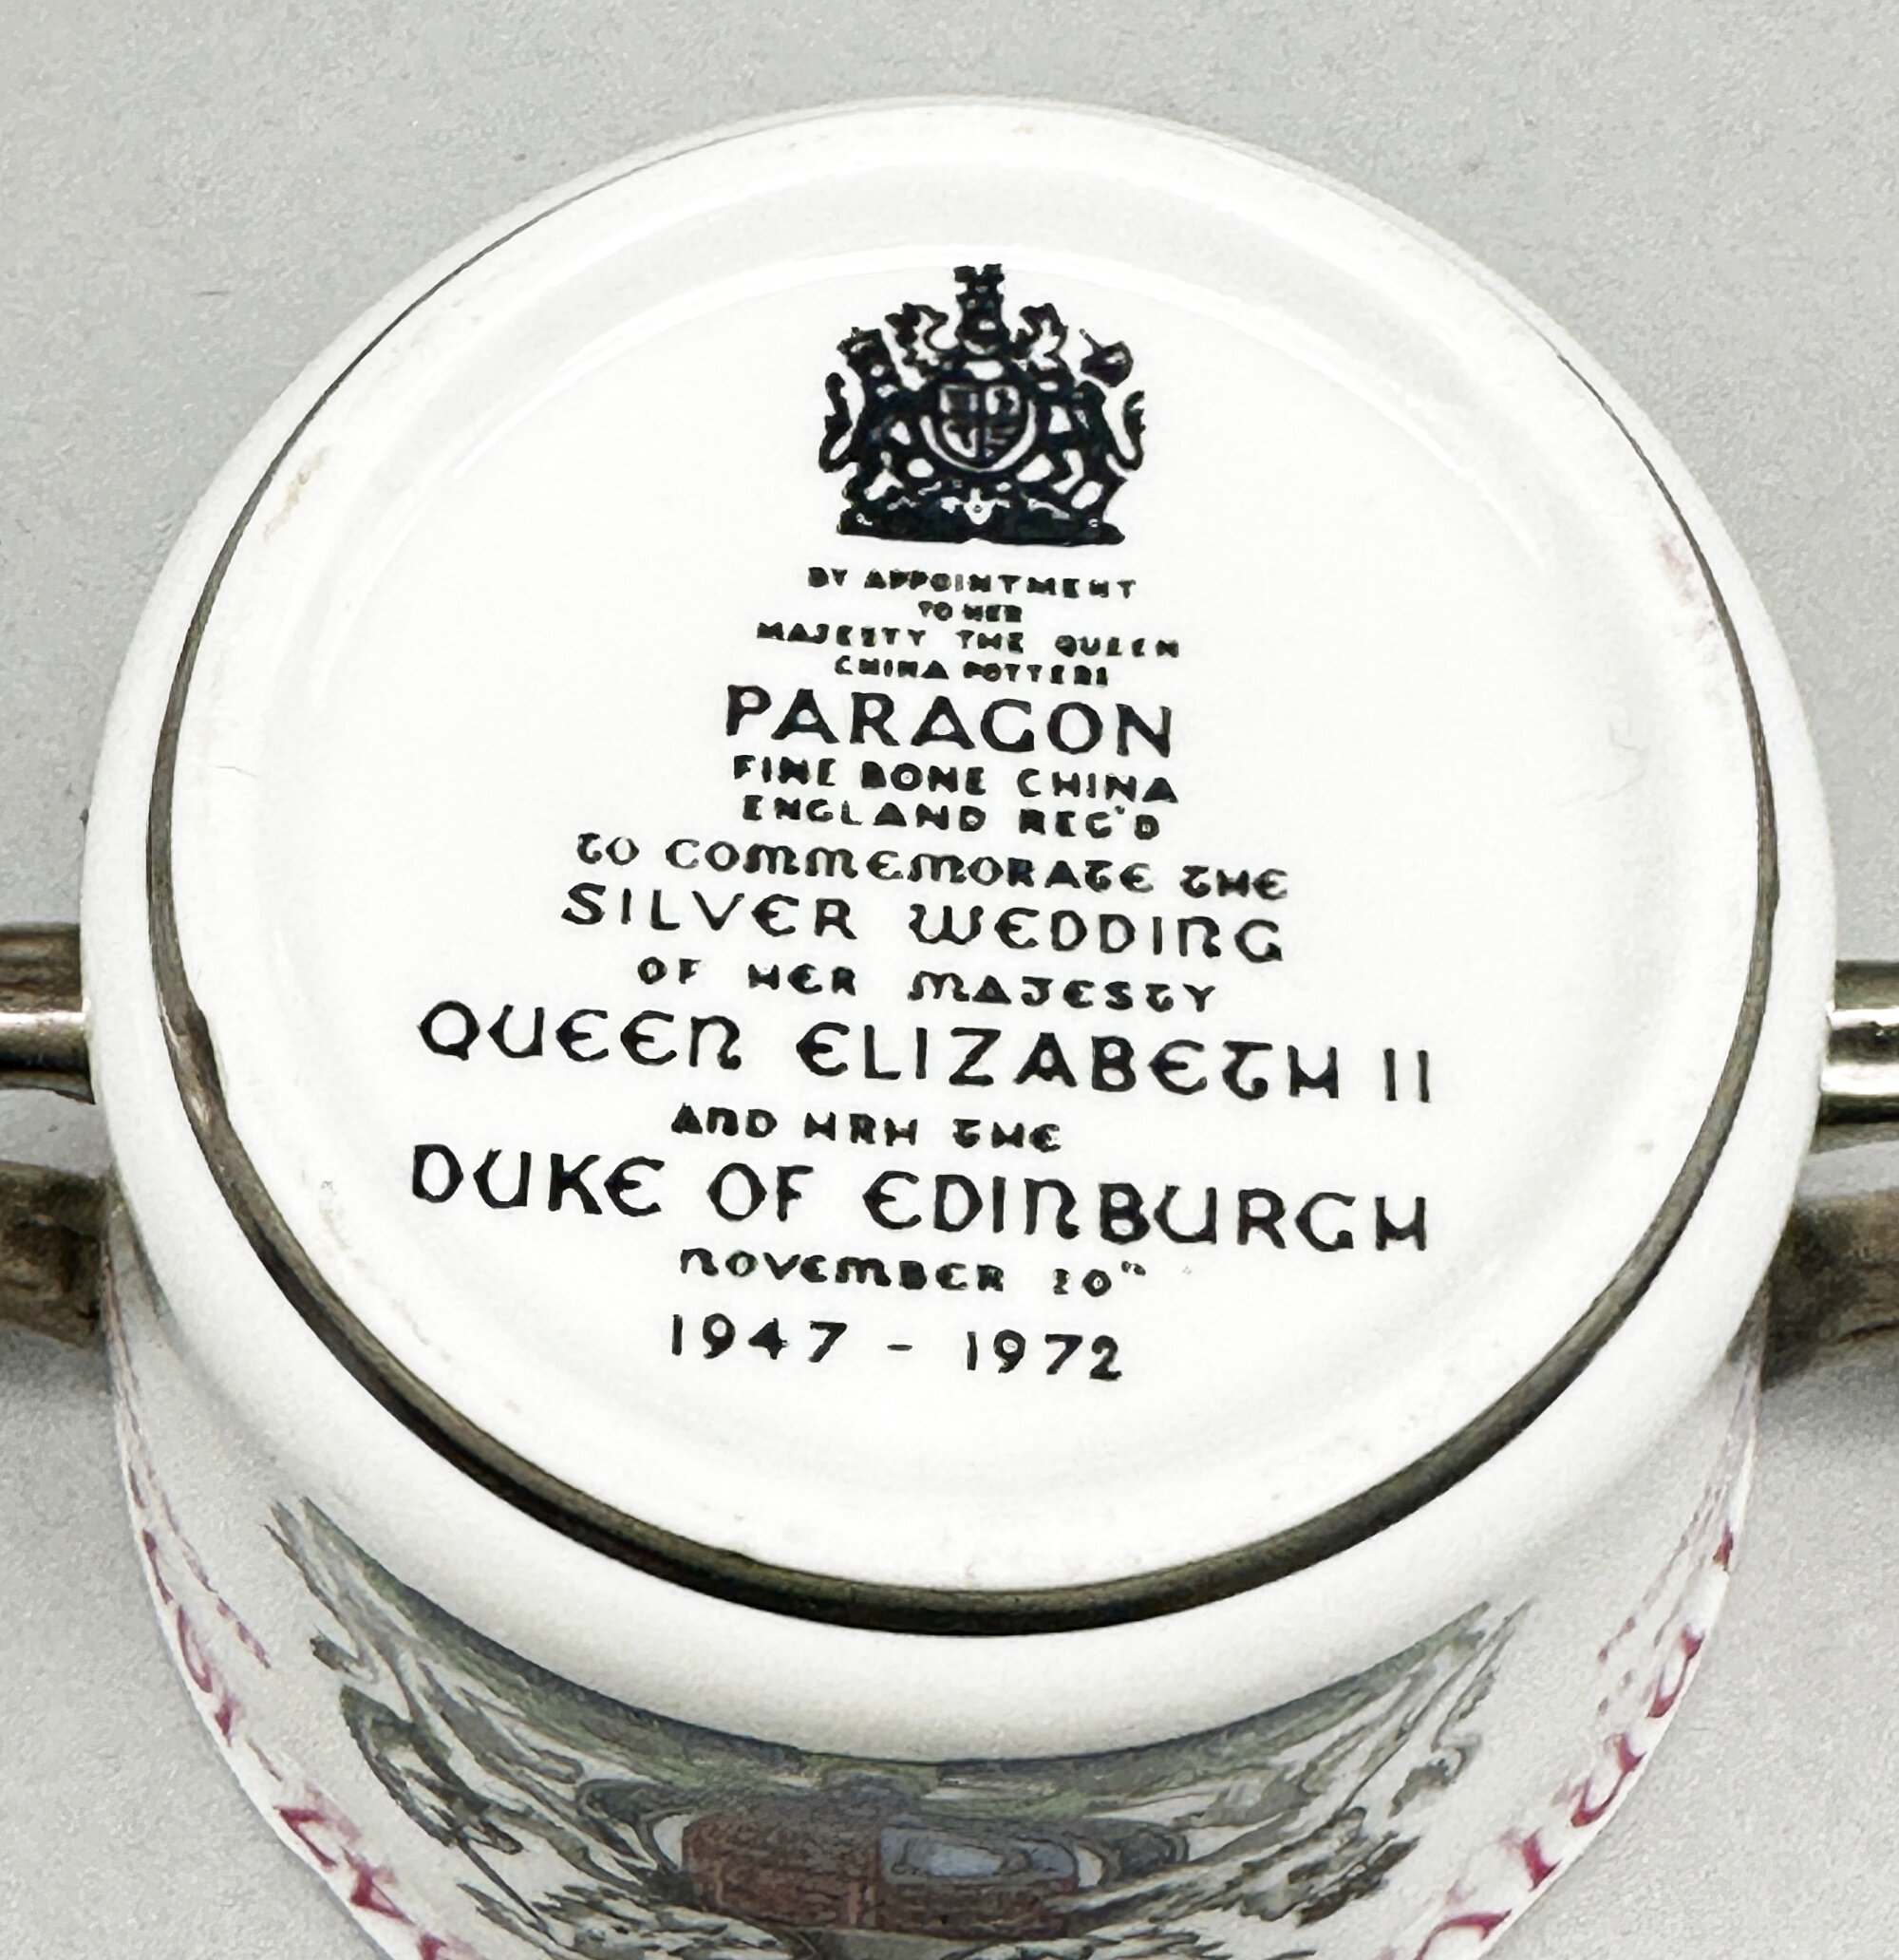 BY APPOINTMENT
TO HER
MAJESTY THE QUEEN
CHINA POTTERS
PARAGON
FINE BONE CHINA
ENGLAND REG'D
TO COMMEMORATE THE
SILVER WEDDING
OF HER MAJESTY
QUEEN ELIZABETH II
AND HRH THE
DUKE OF EDINBURGH
NOVEMBER 20TH
1947 - 1972